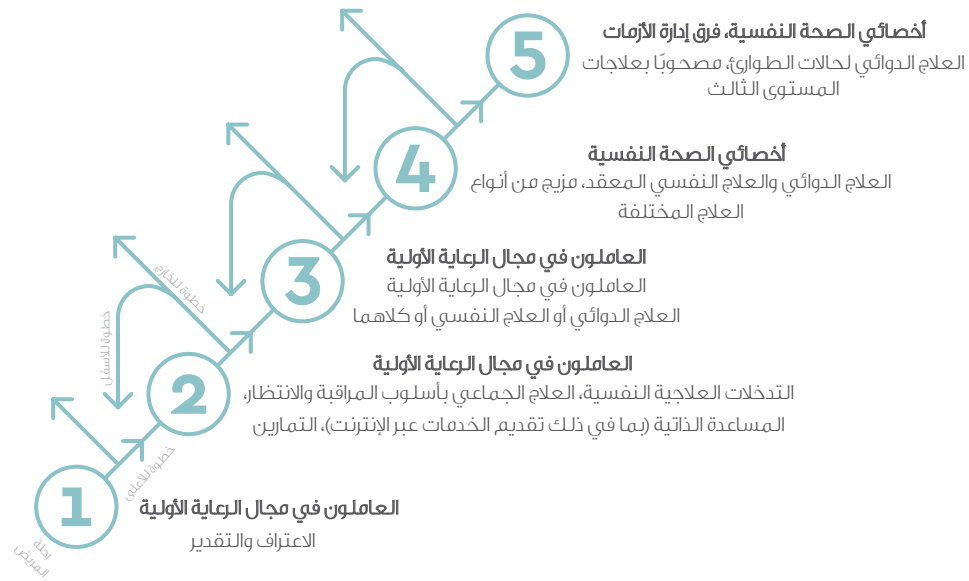 5
أخصائي الصحة النفسية، فرق إدارة الأزمات
العلاج الدوائي لحالات الطوارئ، مصحوبًا بعلاجات
المستوى الثالث
4
أخصائي الصحة النفسية
العلاج الدوائي والعلاج النفسي المعقد، مزيج من أنواع
العلاج المختلفة
3
العاملون في مجال الرعاية الأولية
العاملون في مجال الرعاية الأولية
العلاج الدوائي أو العلاج النفسي أو كلاهما
خطوة للخارج
خطوة للأسفل
2
العاملون في مجال الرعاية الأولية
التدخلات العلاجية النفسية، العلاج الجماعي بأسلوب المراقبة والانتظار،
المساعدة الذاتية (بما في ذلك تقديم الخدمات عبر الإنترنت)، التمارين
خطوة للأعلى
1
العاملون في مجال الرعاية الأولية
الاعتراف والتقدير
رحلة
المريض